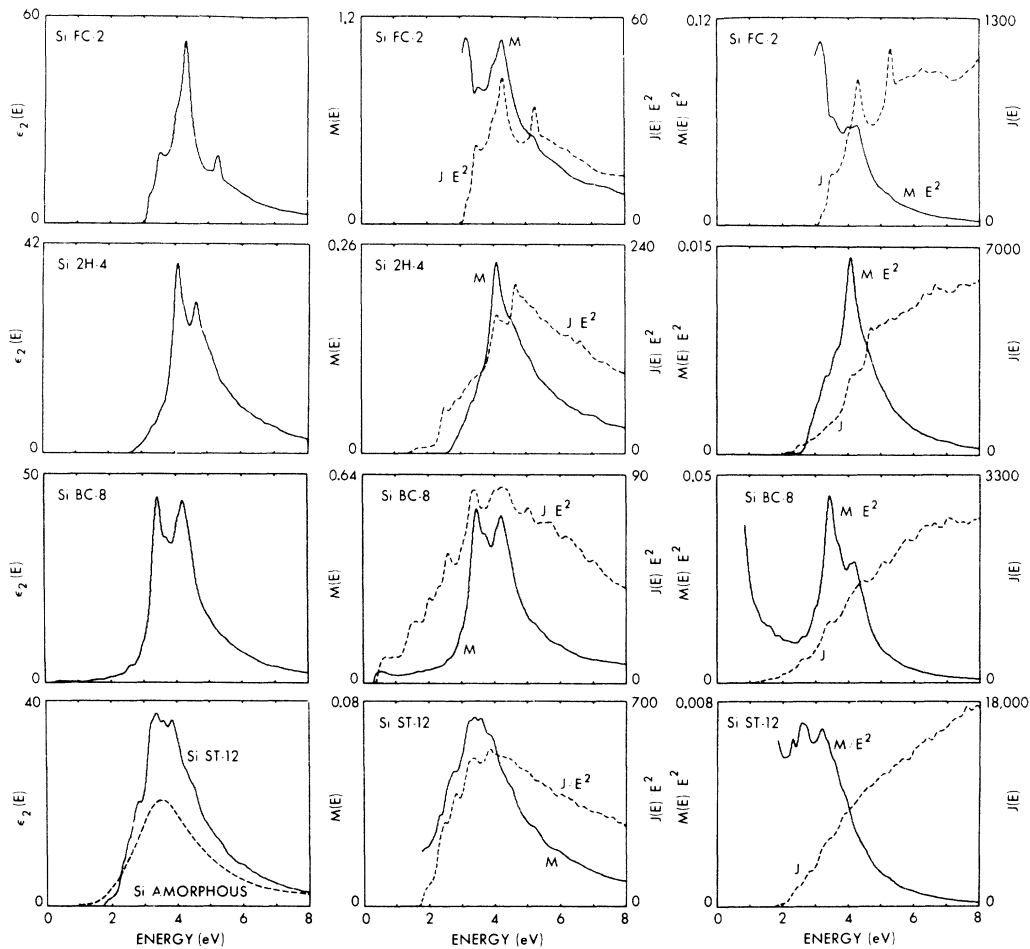 60
Si FC-2
ε₂(E)
0
1.2
Si FC-2
M
M(E)
J E²
0
60
J(E) E²
0
0.12
Si FC-2
M(E) E²
J
M E²
0
1300
J(E)
0
42
Si 2H-4
ε₂(E)
0
0.26
Si 2H-4
M
J E²
M(E)
0
240
J(E) E²
0
0.015
M E²
M(E) E²
J
0
7000
J(E)
0
50
Si BC-8
ε₂(E)
0
0.64
Si BC-8
J E²
M
M(E)
0
90
J(E) E²
0
0.05
Si BC-8
M E²
M(E) E²
J
0
3300
J(E)
0
40
Si ST-12
ε₂(E)
Si AMORPHOUS
0
0 2 4 6 8
ENERGY (eV)
0.08
Si ST-12
J/E²
M
M(E)
0
700
J(E) E²
0
0 2 4 6 8
ENERGY (eV)
0.008
Si ST-12
M/E²
M(E) E²
J
0
18,000
J(E)
0
0 2 4 6 8
ENERGY (eV)